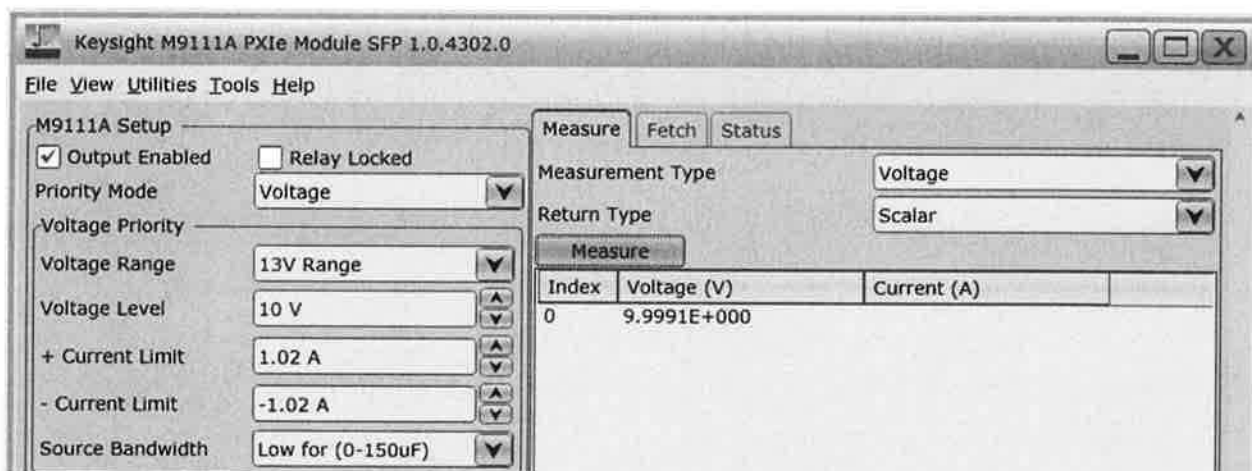 Keysight M9111A PXIe Module SFP 1.0.4302.0
File View Utilities Tools Help
M9111A Setup
Output Enabled
Relay Locked
Priority Mode
Voltage
Voltage Priority
Voltage Range
13V Range
Voltage Level
10 V
+ Current Limit
1.02 A
- Current Limit
-1.02 A
Source Bandwidth
Low for (0-150uF)
Measure Fetch Status
Measurement Type
Voltage
Return Type
Scalar
Measure
Index Voltage (V) Current (A)
0 9.9991E+000